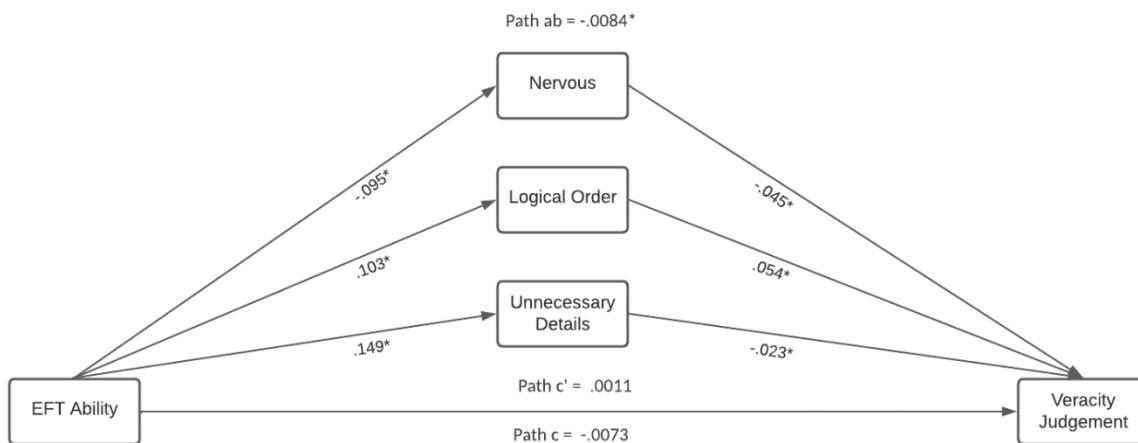 Path ab = -.0084*
Nervous
-.095*
-.045*
Logical Order
.103*
.054*
Unnecessary
Details
.149*
-.023*
Path c' = .0011
EFT Ability
Veracity
Judgement
Path c = -.0073